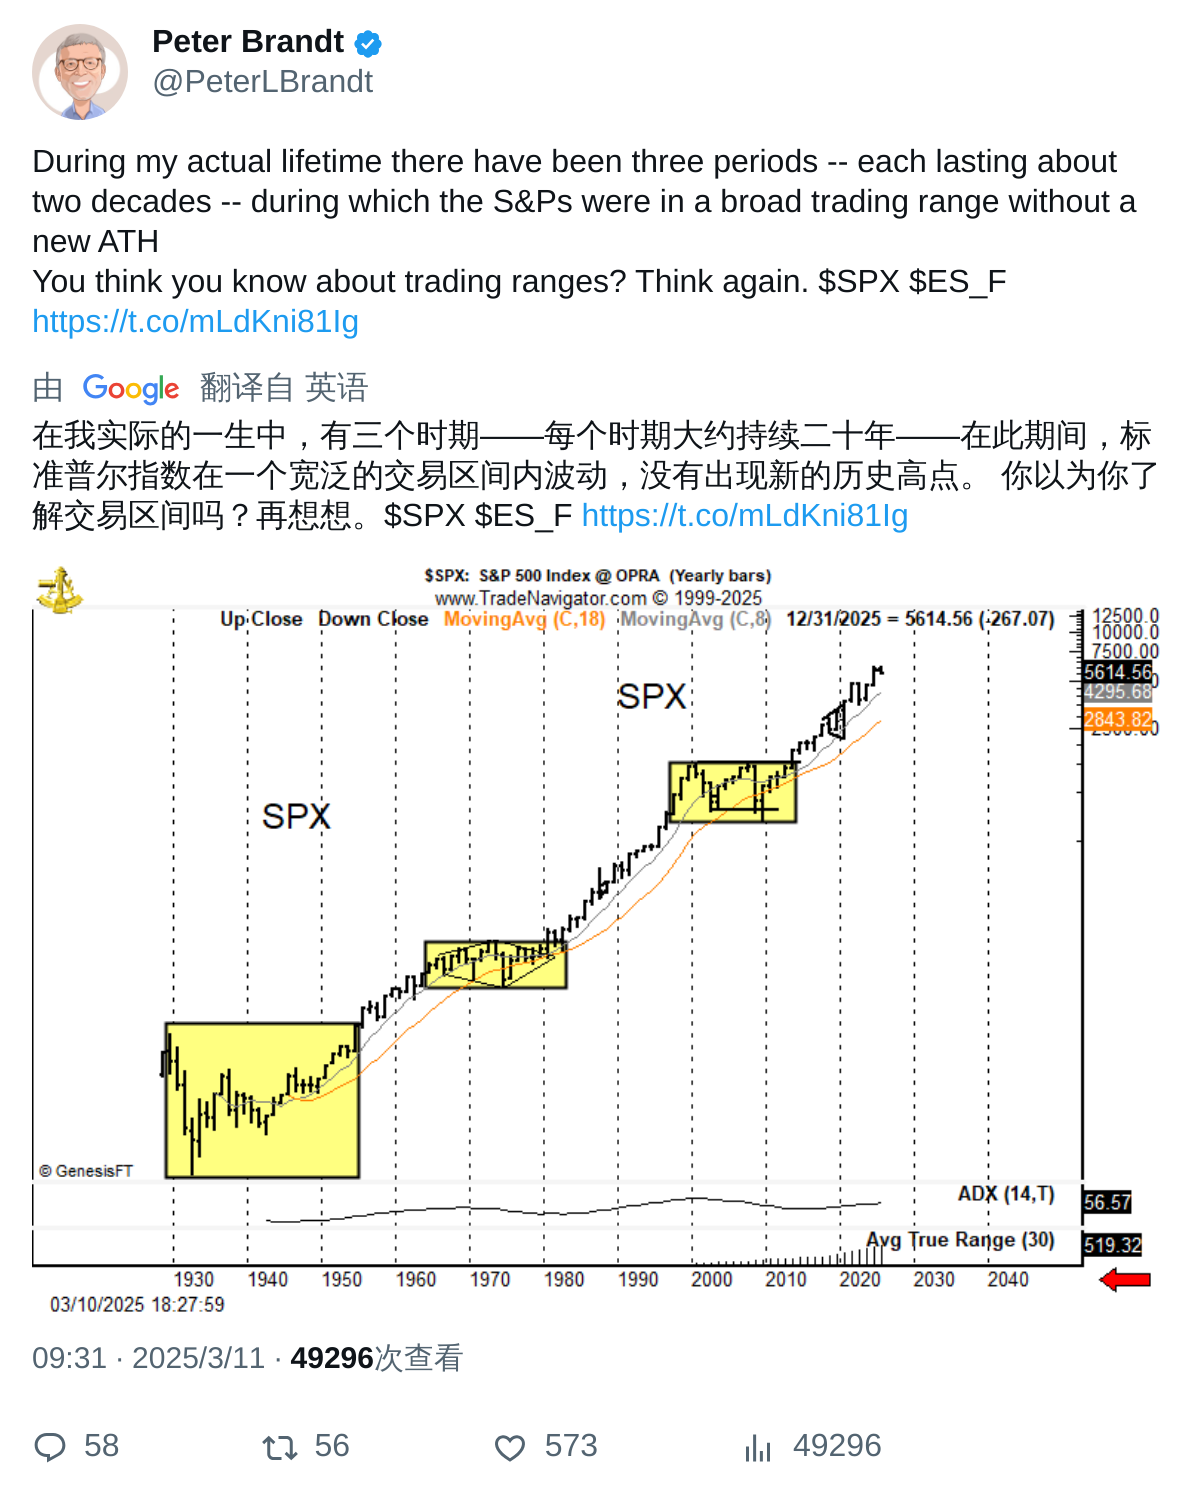 Peter Brandt
@PeterLBrandt
During my actual lifetime there have been three periods -- each lasting about
two decades -- during which the S&Ps were in a broad trading range without a
new ATH
You think you know about trading ranges? Think again. $SPX $ES_F
https://t.co/mLdKni81Ig
由 Google 翻译自 英语
在我实际的一生中，有三个时期——每个时期大约持续二十年——在此期间，标
准普尔指数在一个宽泛的交易区间内波动，没有出现新的历史高点。 你以为你了
解交易区间吗？再想想。$SPX $ES_F https://t.co/mLdKni81Ig
$SPX: S&P 500 Index @ OPRA (Yearly bars)
www.TradeNavigator.com © 1999-2025
Up Close Down Close MovingAvg (C,18) MovingAvg (C,8) 12/31/2025 = 5614.56 (-267.07)
12500.0
10000.0
7500.00
5614.56
4295.68
2843.82
SPX
SPX
© GenesisFT
ADX (14,T)
56.57
Avg True Range (30)
519.32
1930 1940 1950 1960 1970 1980 1990 2000 2010 2020 2030 2040
03/10/2025 18:27:59
09:31 · 2025/3/11 · 49296次查看
58 56 573 49296